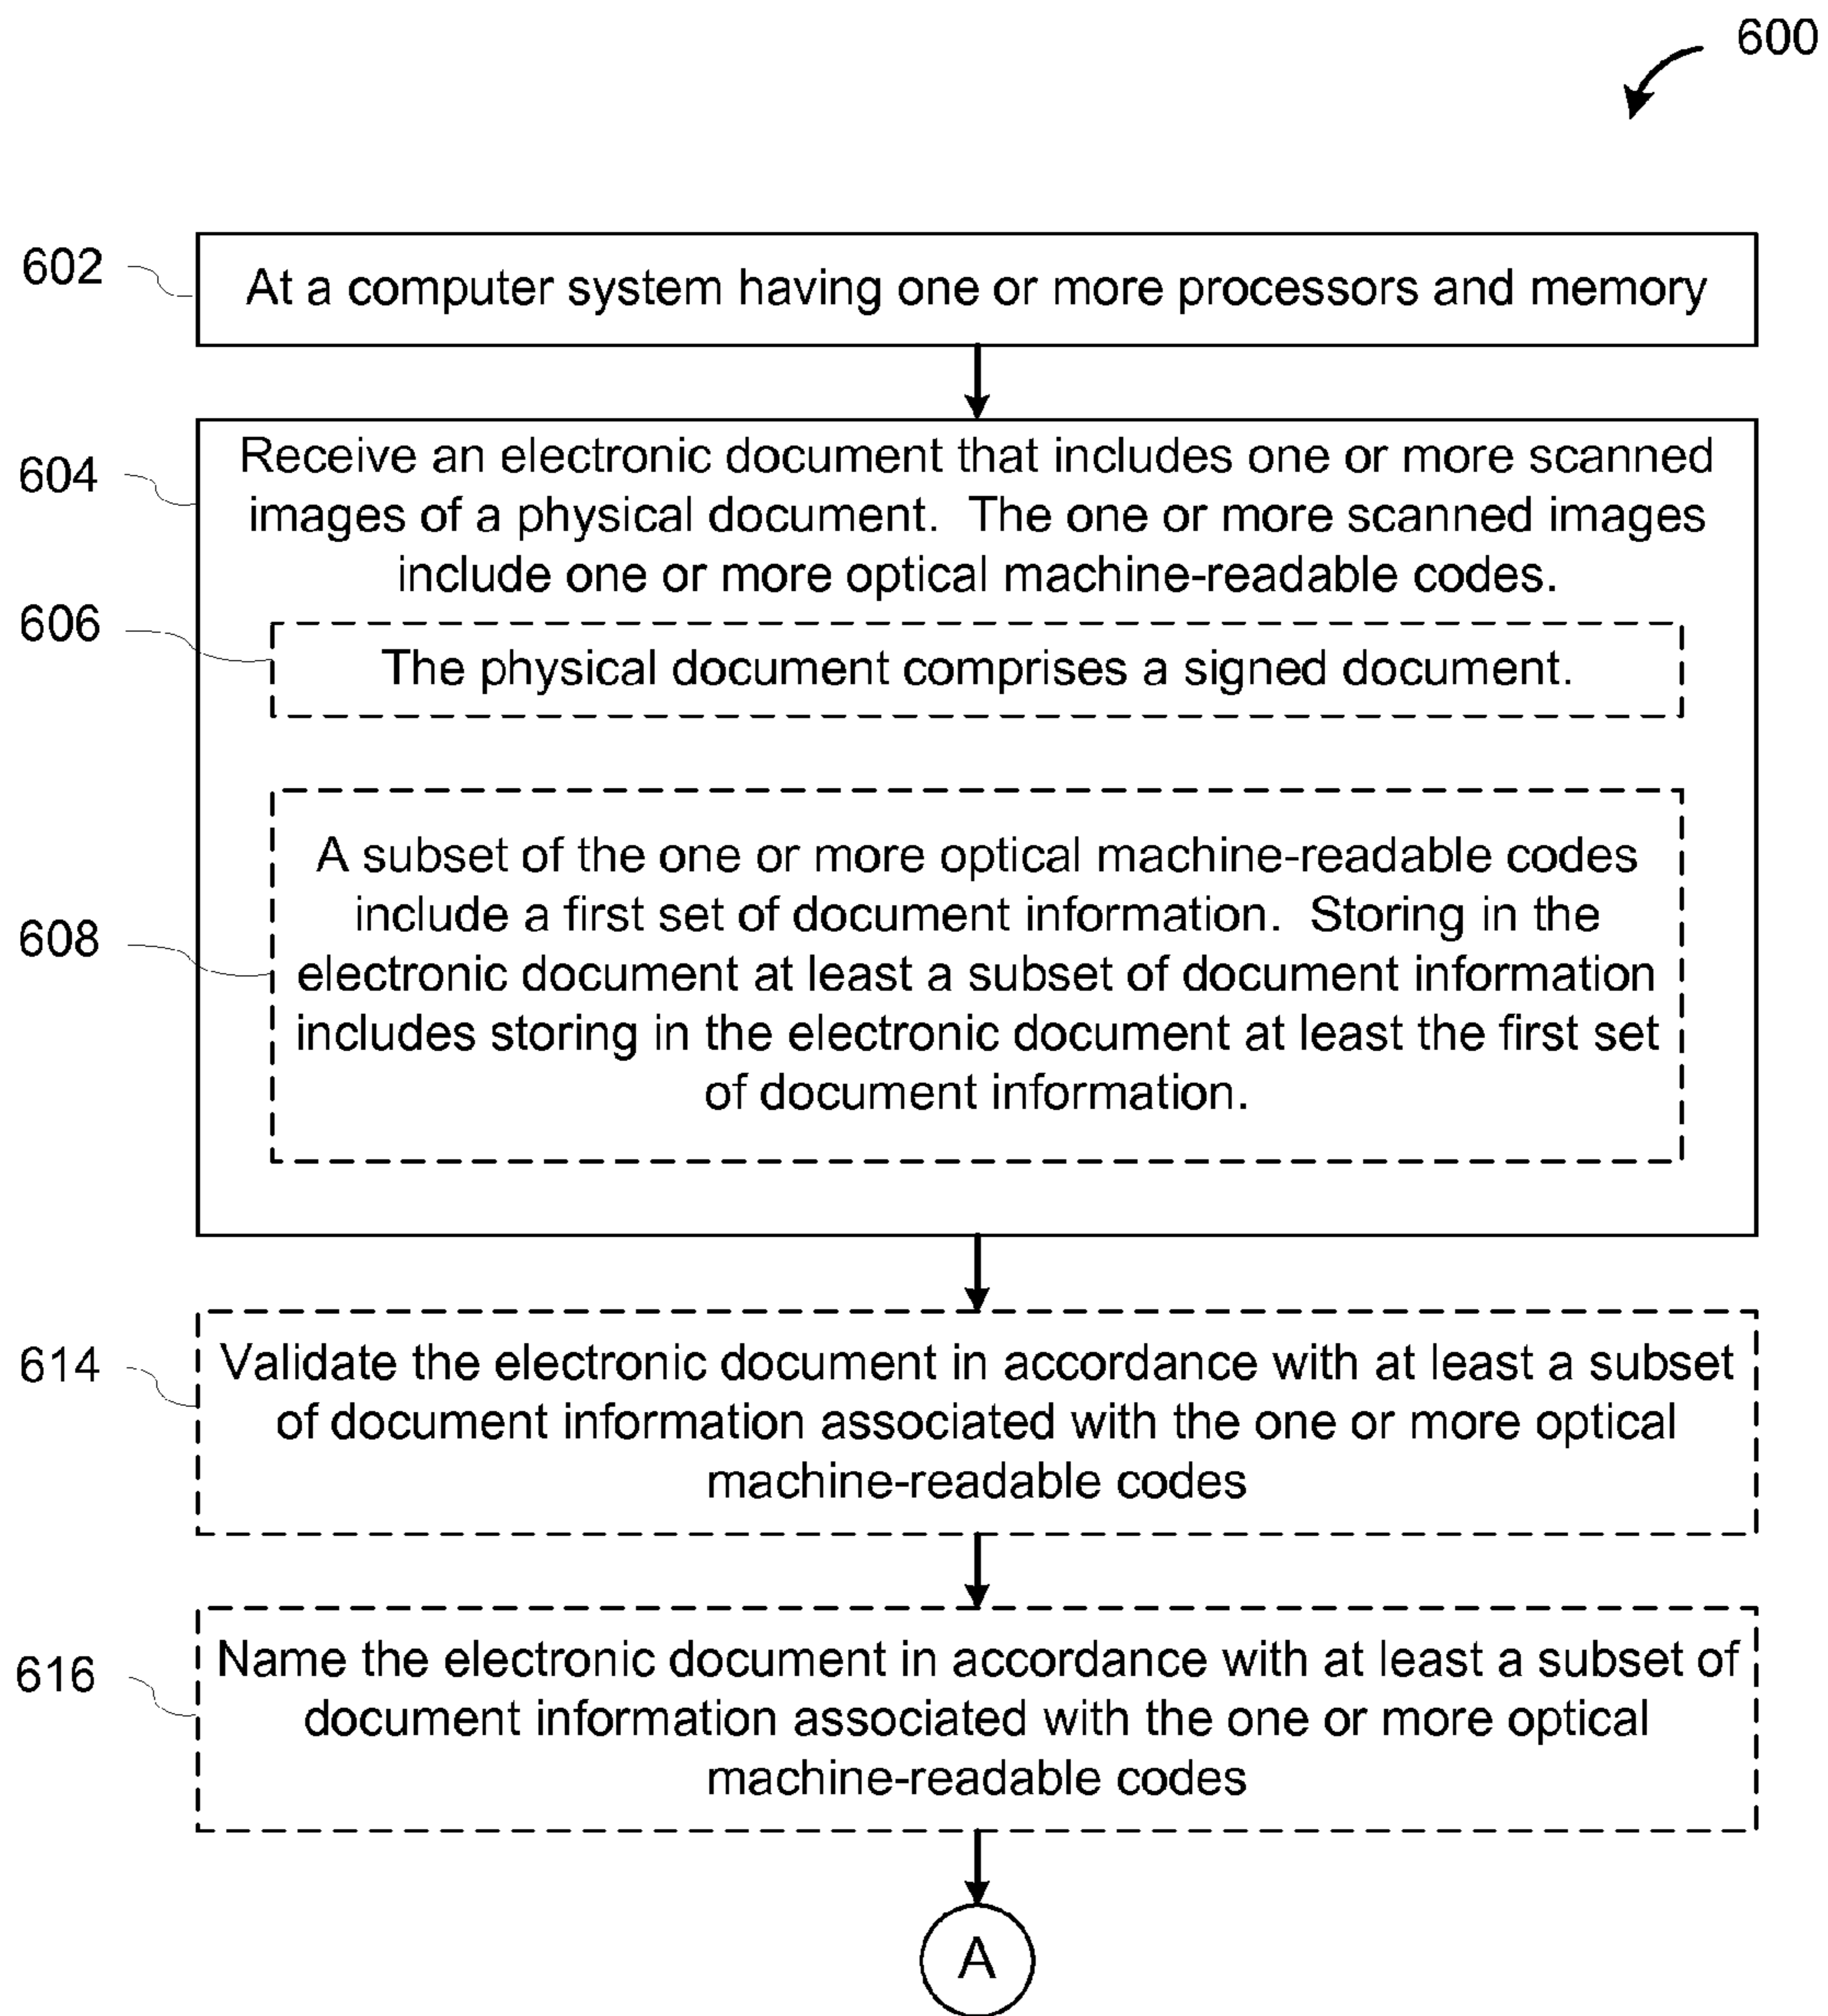 600
602
At a computer system having one or more processors and memory
604
Receive an electronic document that includes one or more scanned
images of a physical document.  The one or more scanned images
include one or more optical machine-readable codes.
606
The physical document comprises a signed document.
608
A subset of the one or more optical machine-readable codes
include a first set of document information.  Storing in the
electronic document at least a subset of document information
includes storing in the electronic document at least the first set
of document information.
614
Validate the electronic document in accordance with at least a subset
of document information associated with the one or more optical
machine-readable codes
616
Name the electronic document in accordance with at least a subset of
document information associated with the one or more optical
machine-readable codes
A